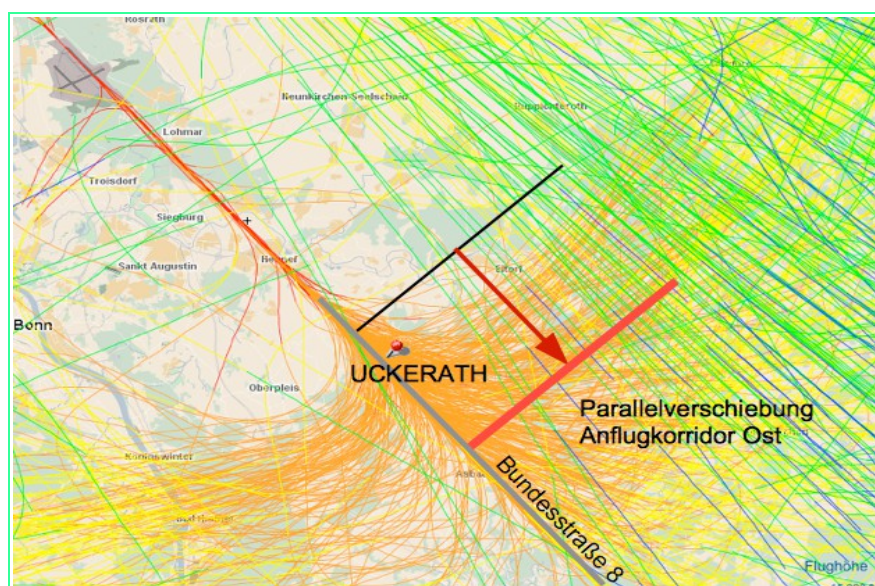 Rösrath
Neunkirchen-Seelscheid
Ruppichteroth
Lohmar
Troisdorf
Siegburg
Sankt Augustin
Hennef
Eitorf
Bonn
UCKERATH
Oberpleis
Parallelverschiebung
Anflugkorridor Ost
Königswinter
Bundesstraße 8
Flughöhe